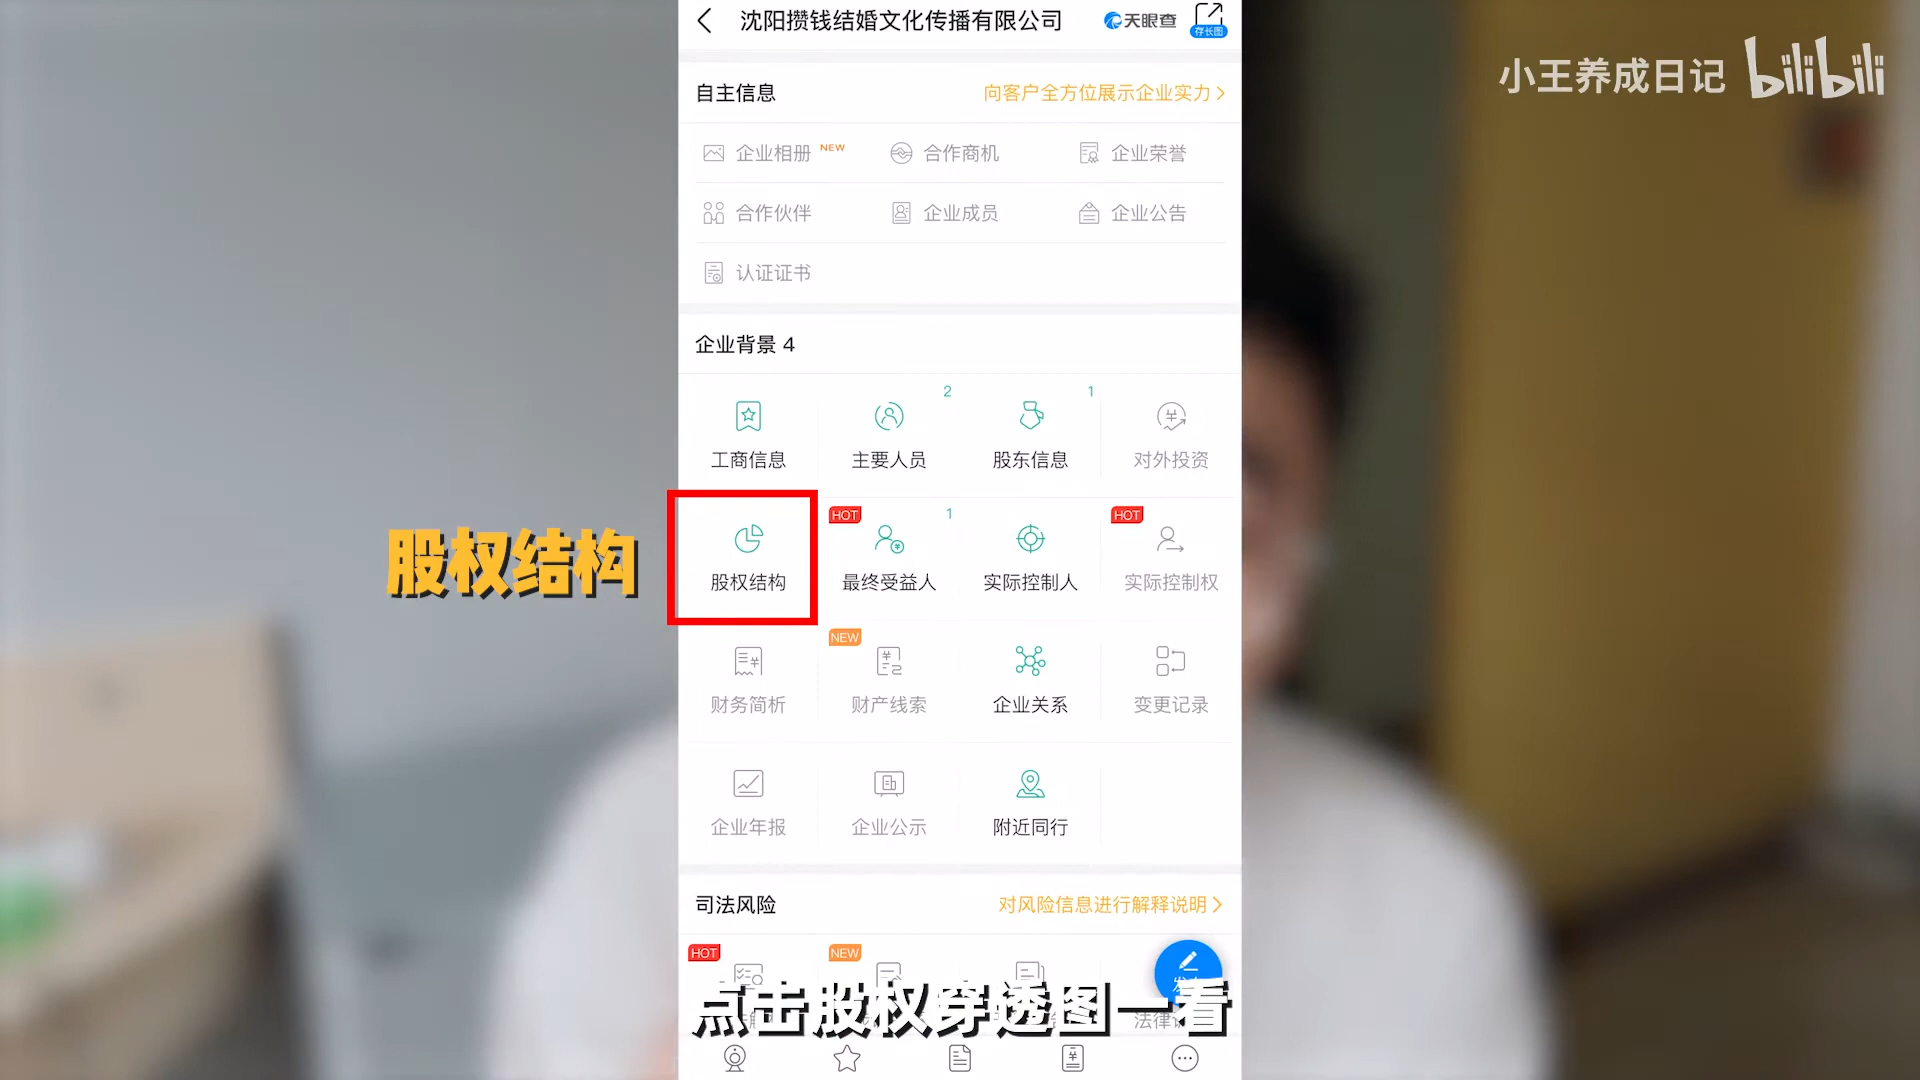 沈阳攒钱结婚文化传播有限公司
天眼查
存长图
小王养成日记 bilibili
自主信息
向客户全方位展示企业实力
企业相册 NEW
合作商机
企业荣誉
合作伙伴
企业成员
企业公告
认证证书
企业背景 4
工商信息
2
主要人员
1
股东信息
对外投资
股权结构
股权结构
HOT
1
最终受益人
实际控制人
HOT
实际控制权
财务简析
NEW
财产线索
企业关系
变更记录
企业年报
企业公示
附近同行
司法风险
对风险信息进行解释说明
HOT
NEW
点击股权穿透图一看
法律